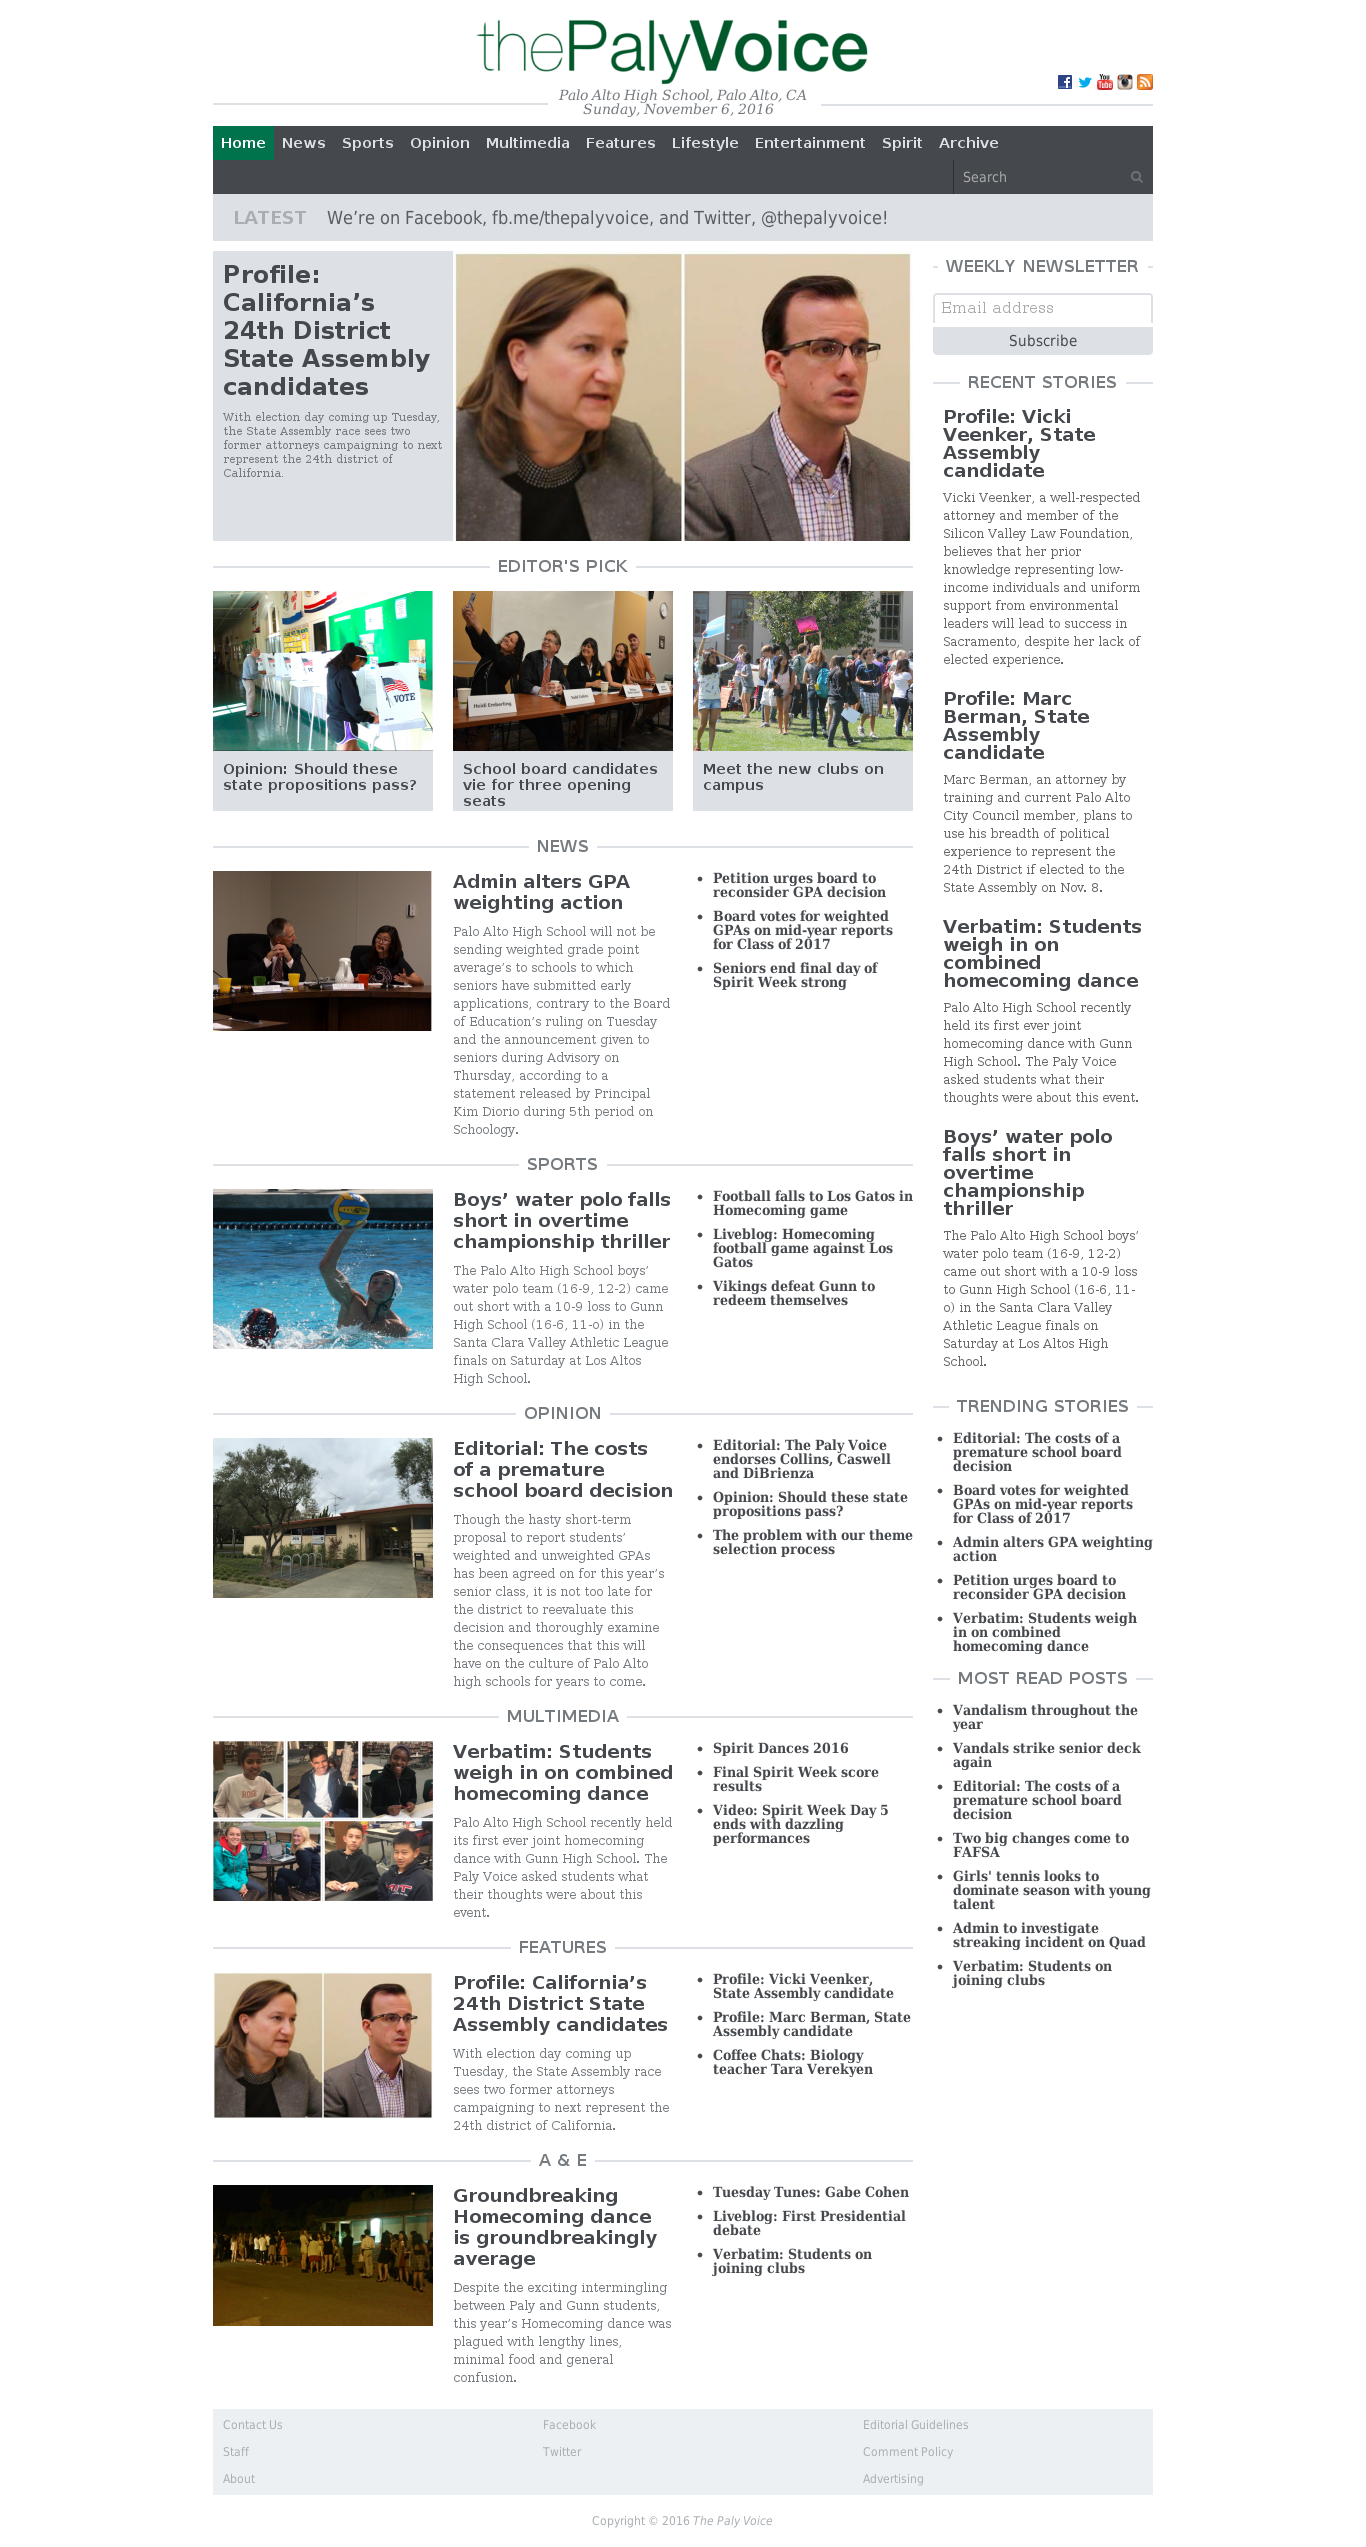 thePalyVoice
Palo Alto High School, Palo Alto, CA
Sunday, November 6, 2016
Home News Sports Opinion Multimedia Features Lifestyle Entertainment Spirit Archive
Search
LATEST We’re on Facebook, fb.me/thepalyvoice, and Twitter, @thepalyvoice!
Profile:
California’s
24th District
State Assembly
candidates
With election day coming up Tuesday,
the State Assembly race sees two
former attorneys campaigning to next
represent the 24th district of
California.
EDITOR'S PICK
VOTE
Heidi Emberling
Opinion: Should these
state propositions pass?
School board candidates
vie for three opening
seats
Meet the new clubs on
campus
NEWS
Admin alters GPA
weighting action
Palo Alto High School will not be
sending weighted grade point
average’s to schools to which
seniors have submitted early
applications, contrary to the Board
of Education’s ruling on Tuesday
and the announcement given to
seniors during Advisory on
Thursday, according to a
statement released by Principal
Kim Diorio during 5th period on
Schoology.
• Petition urges board to
reconsider GPA decision
• Board votes for weighted
GPAs on mid-year reports
for Class of 2017
• Seniors end final day of
Spirit Week strong
SPORTS
Boys’ water polo falls
short in overtime
championship thriller
The Palo Alto High School boys’
water polo team (16-9, 12-2) came
out short with a 10-9 loss to Gunn
High School (16-6, 11-0) in the
Santa Clara Valley Athletic League
finals on Saturday at Los Altos
High School.
• Football falls to Los Gatos in
Homecoming game
• Liveblog: Homecoming
football game against Los
Gatos
• Vikings defeat Gunn to
redeem themselves
OPINION
Editorial: The costs
of a premature
school board decision
Though the hasty short-term
proposal to report students’
weighted and unweighted GPAs
has been agreed on for this year’s
senior class, it is not too late for
the district to reevaluate this
decision and thoroughly examine
the consequences that this will
have on the culture of Palo Alto
high schools for years to come.
• Editorial: The Paly Voice
endorses Collins, Caswell
and DiBrienza
• Opinion: Should these state
propositions pass?
• The problem with our theme
selection process
MULTIMEDIA
Verbatim: Students
weigh in on combined
homecoming dance
Palo Alto High School recently held
its first ever joint homecoming
dance with Gunn High School. The
Paly Voice asked students what
their thoughts were about this
event.
• Spirit Dances 2016
• Final Spirit Week score
results
• Video: Spirit Week Day 5
ends with dazzling
performances
FEATURES
Profile: California’s
24th District State
Assembly candidates
With election day coming up
Tuesday, the State Assembly race
sees two former attorneys
campaigning to next represent the
24th district of California.
• Profile: Vicki Veenker,
State Assembly candidate
• Profile: Marc Berman, State
Assembly candidate
• Coffee Chats: Biology
teacher Tara Verekyen
A & E
Groundbreaking
Homecoming dance
is groundbreakingly
average
Despite the exciting intermingling
between Paly and Gunn students,
this year’s Homecoming dance was
plagued with lengthy lines,
minimal food and general
confusion.
• Tuesday Tunes: Gabe Cohen
• Liveblog: First Presidential
debate
• Verbatim: Students on
joining clubs
WEEKLY NEWSLETTER
Email address
Subscribe
RECENT STORIES
Profile: Vicki
Veenker, State
Assembly
candidate
Vicki Veenker, a well-respected
attorney and member of the
Silicon Valley Law Foundation,
believes that her prior
knowledge representing low-
income individuals and uniform
support from environmental
leaders will lead to success in
Sacramento, despite her lack of
elected experience.
Profile: Marc
Berman, State
Assembly
candidate
Marc Berman, an attorney by
training and current Palo Alto
City Council member, plans to
use his breadth of political
experience to represent the
24th District if elected to the
State Assembly on Nov. 8.
Verbatim: Students
weigh in on
combined
homecoming dance
Palo Alto High School recently
held its first ever joint
homecoming dance with Gunn
High School. The Paly Voice
asked students what their
thoughts were about this event.
Boys’ water polo
falls short in
overtime
championship
thriller
The Palo Alto High School boys’
water polo team (16-9, 12-2)
came out short with a 10-9 loss
to Gunn High School (16-6, 11-
0) in the Santa Clara Valley
Athletic League finals on
Saturday at Los Altos High
School.
TRENDING STORIES
• Editorial: The costs of a
premature school board
decision
• Board votes for weighted
GPAs on mid-year reports
for Class of 2017
• Admin alters GPA weighting
action
• Petition urges board to
reconsider GPA decision
• Verbatim: Students weigh
in on combined
homecoming dance
MOST READ POSTS
• Vandalism throughout the
year
• Vandals strike senior deck
again
• Editorial: The costs of a
premature school board
decision
• Two big changes come to
FAFSA
• Girls' tennis looks to
dominate season with young
talent
• Admin to investigate
streaking incident on Quad
• Verbatim: Students on
joining clubs
Contact Us Facebook Editorial Guidelines
Staff Twitter Comment Policy
About Advertising
Copyright © 2016 The Paly Voice